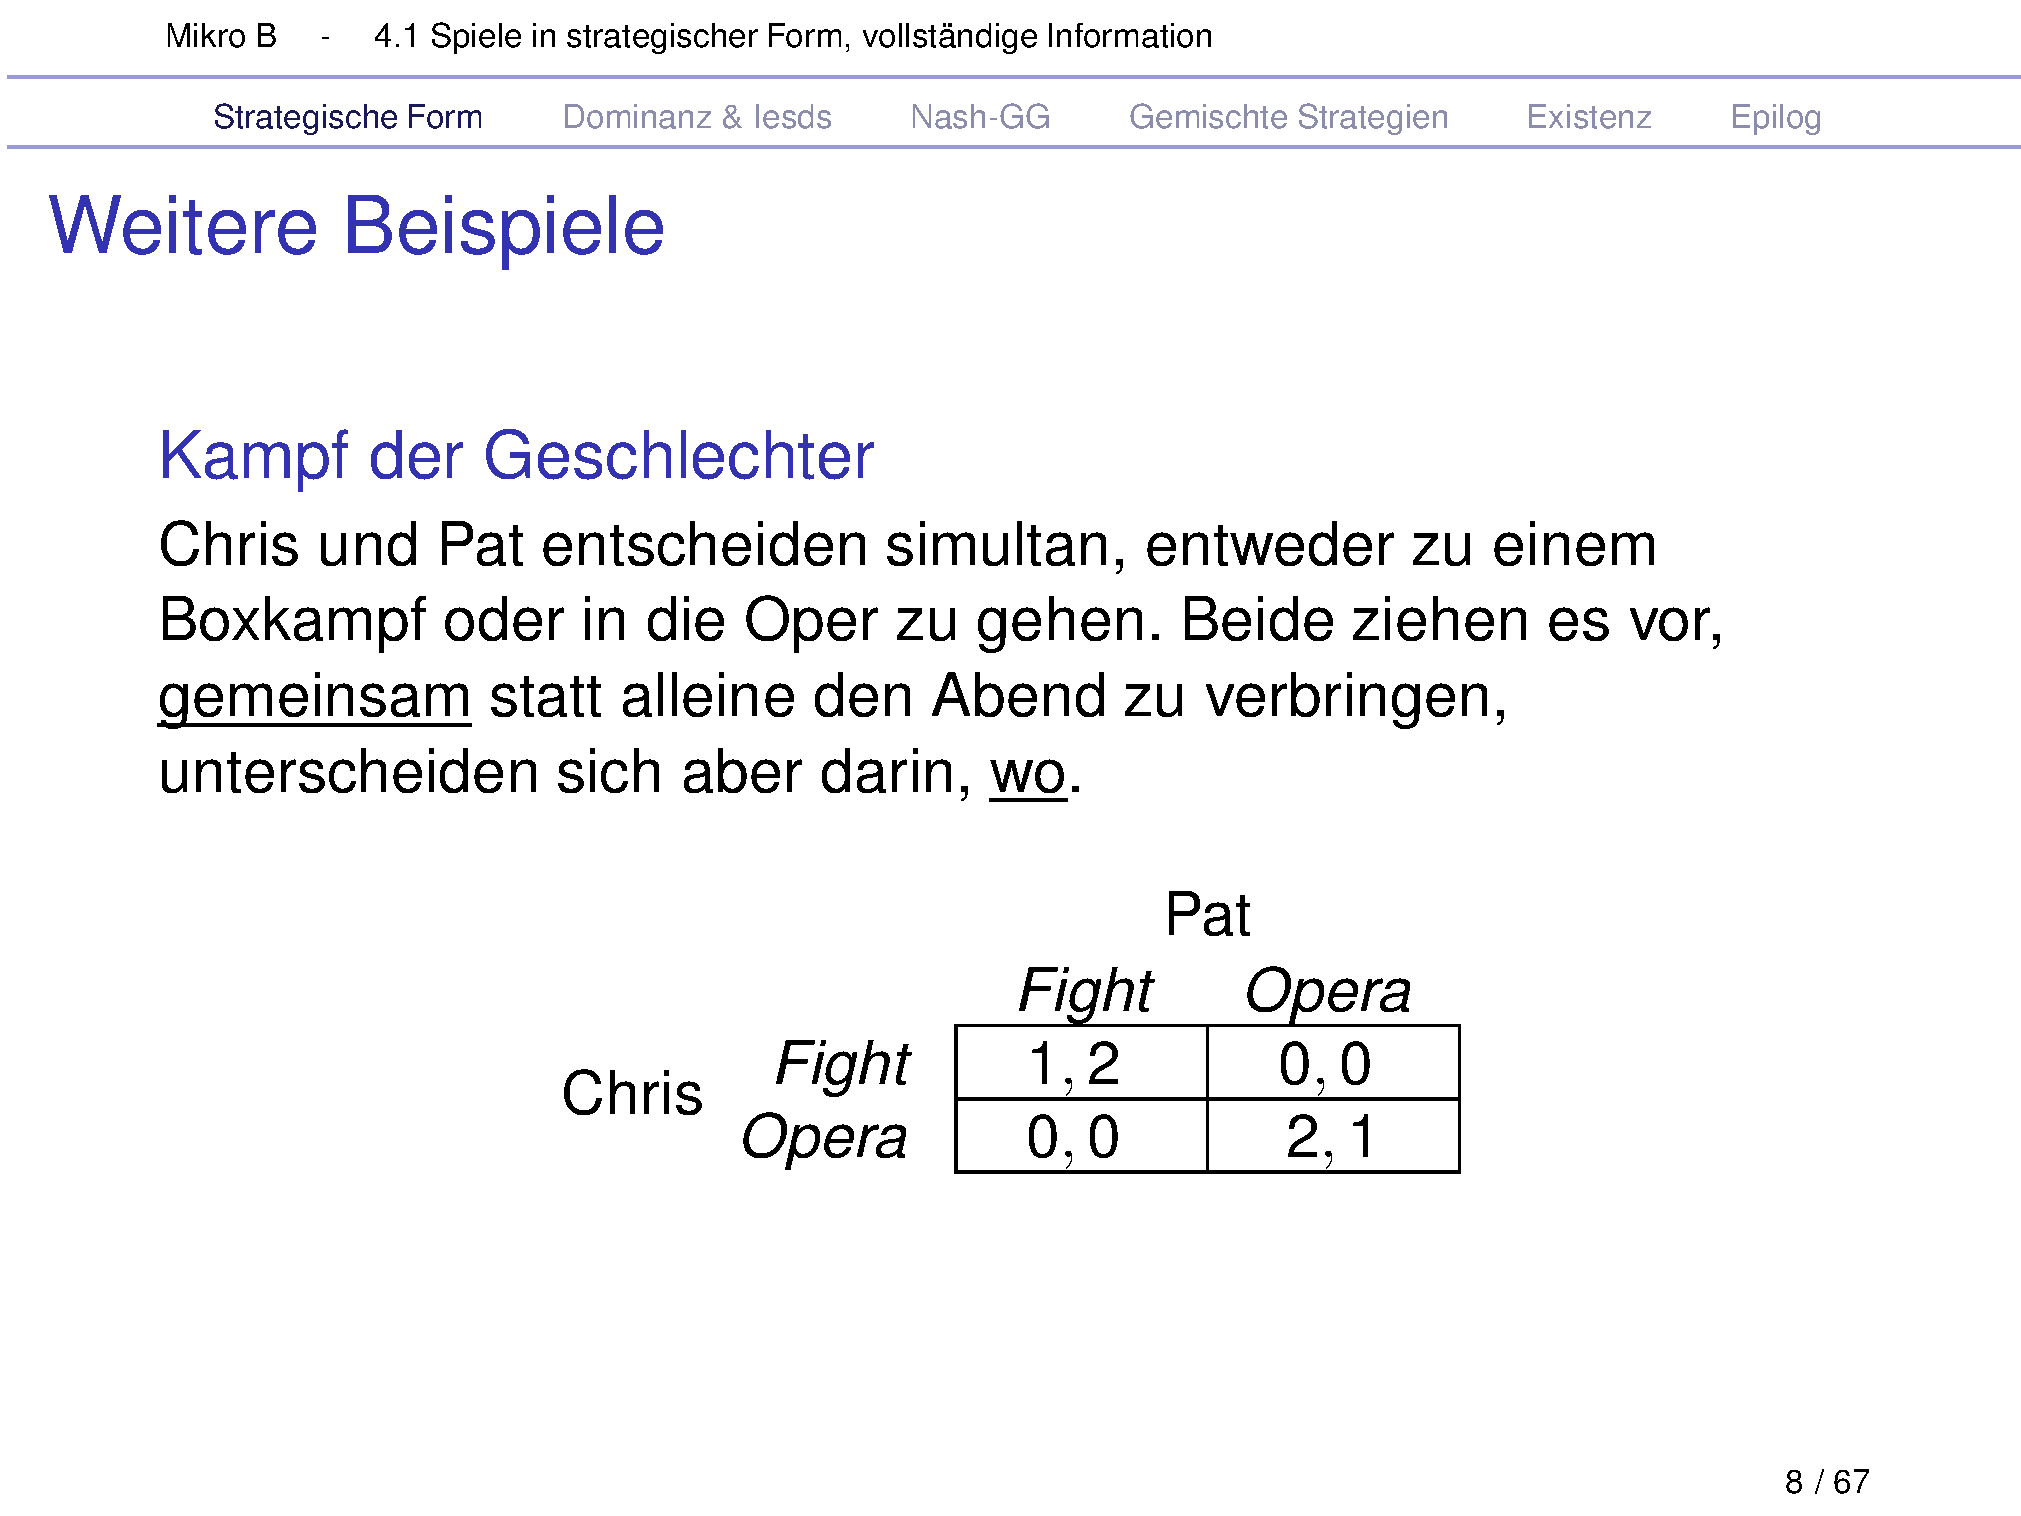 Mikro B - 4.1 Spiele in strategischer Form, vollständige Information
Strategische Form Dominanz & Iesds Nash-GG Gemischte Strategien Existenz Epilog
Weitere Beispiele
Kampf der Geschlechter
Chris und Pat entscheiden simultan, entweder zu einem
Boxkampf oder in die Oper zu gehen. Beide ziehen es vor,
gemeinsam statt alleine den Abend zu verbringen,
unterscheiden sich aber darin, wo.
Pat
Fight Opera
Chris
Fight 1, 2 0, 0
Opera 0, 0 2, 1
8 / 67